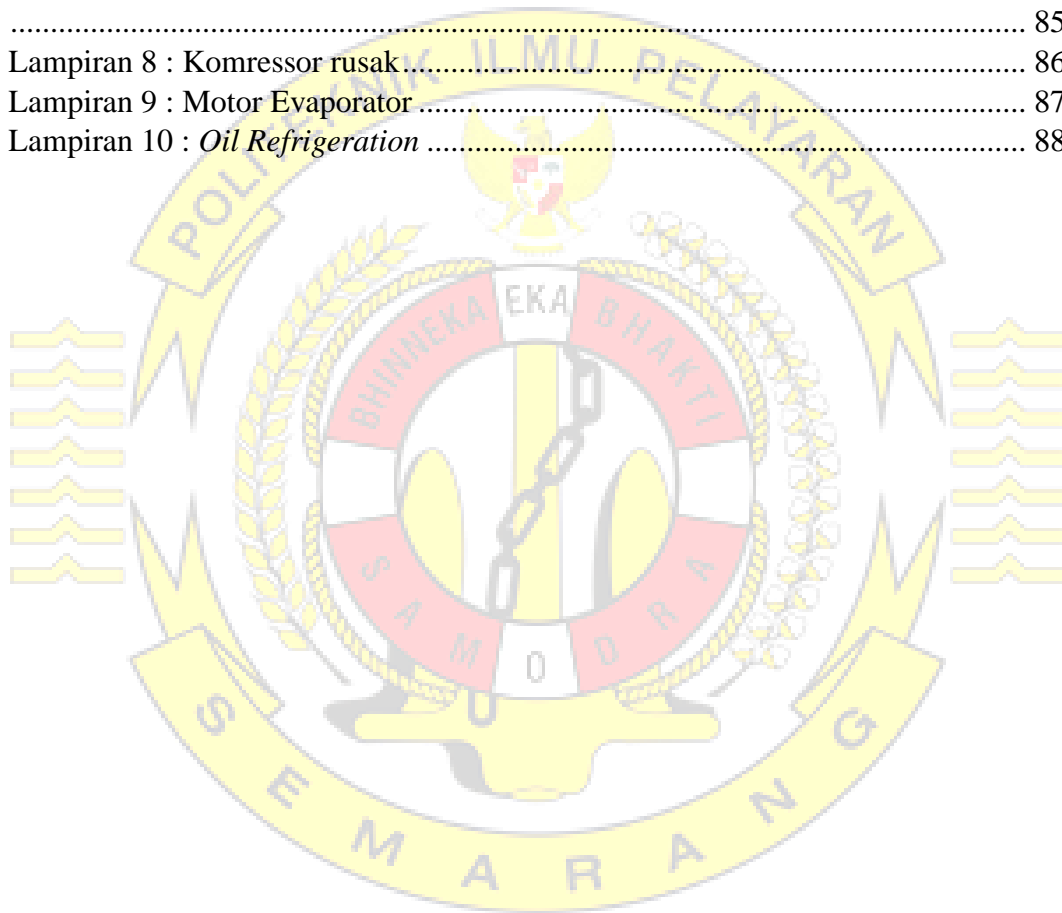 ........................................................................................................................ 85
Lampiran 8 : Komressor rusak ........................................................................ 86
Lampiran 9 : Motor Evaporator ...................................................................... 87
Lampiran 10 : Oil Refrigeration ..................................................................... 88
POLITEKNIK ILMU PELAYARAN
BHINNEKA EKA BHAKTI
SAMODRA
SEMARANG